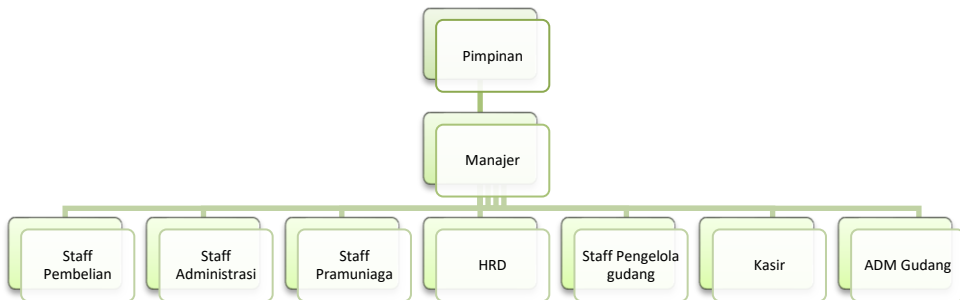 Pimpinan
Manajer
Staff
Pembelian
Staff
Administrasi
Staff
Pramuniaga
HRD
Staff Pengelola
gudang
Kasir
ADM Gudang